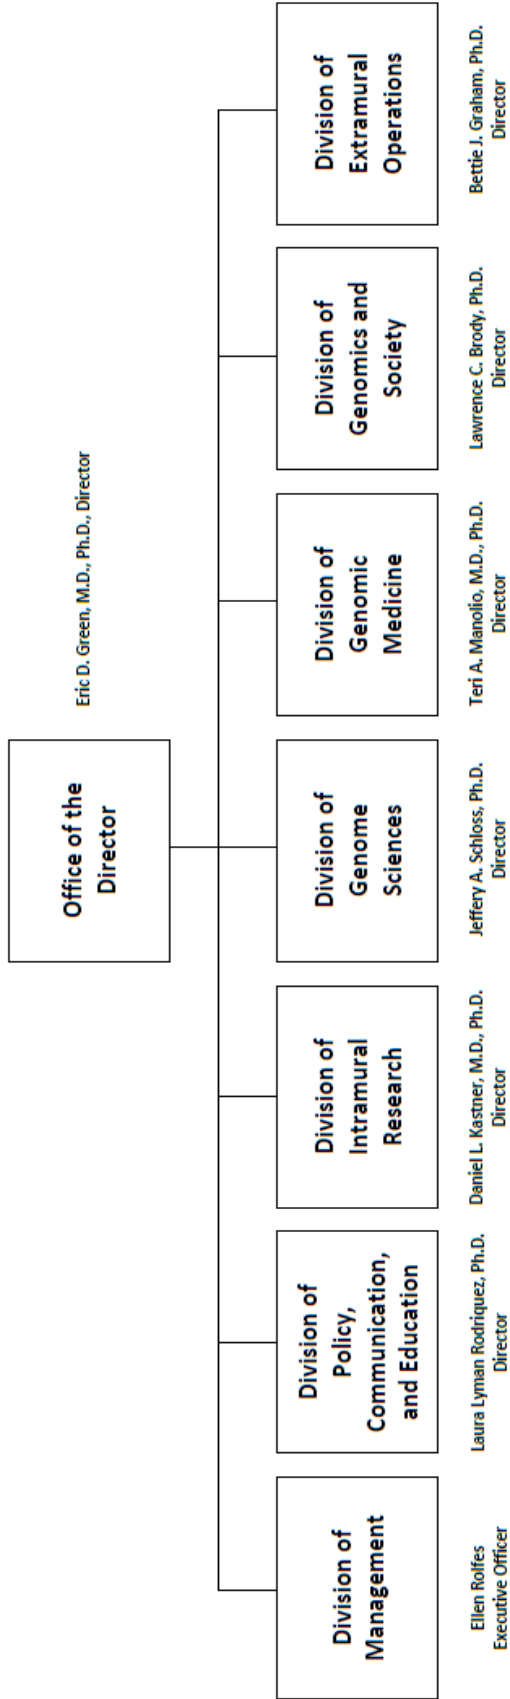 Office of the
Director
Eric D. Green, M.D., Ph.D., Director
Division of
Management
Ellen Rolfes
Executive Officer
Division of
Policy,
Communication,
and Education
Laura Lyman Rodriquez, Ph.D.
Director
Division of
Intramural
Research
Daniel L. Kastner, M.D., Ph.D.
Director
Division of
Genome
Sciences
Jeffery A. Schloss, Ph.D.
Director
Division of
Genomic
Medicine
Teri A. Manolio, M.D., Ph.D.
Director
Division of
Genomics and
Society
Lawrence C. Brody, Ph.D.
Director
Division of
Extramural
Operations
Bettie J. Graham, Ph.D.
Director